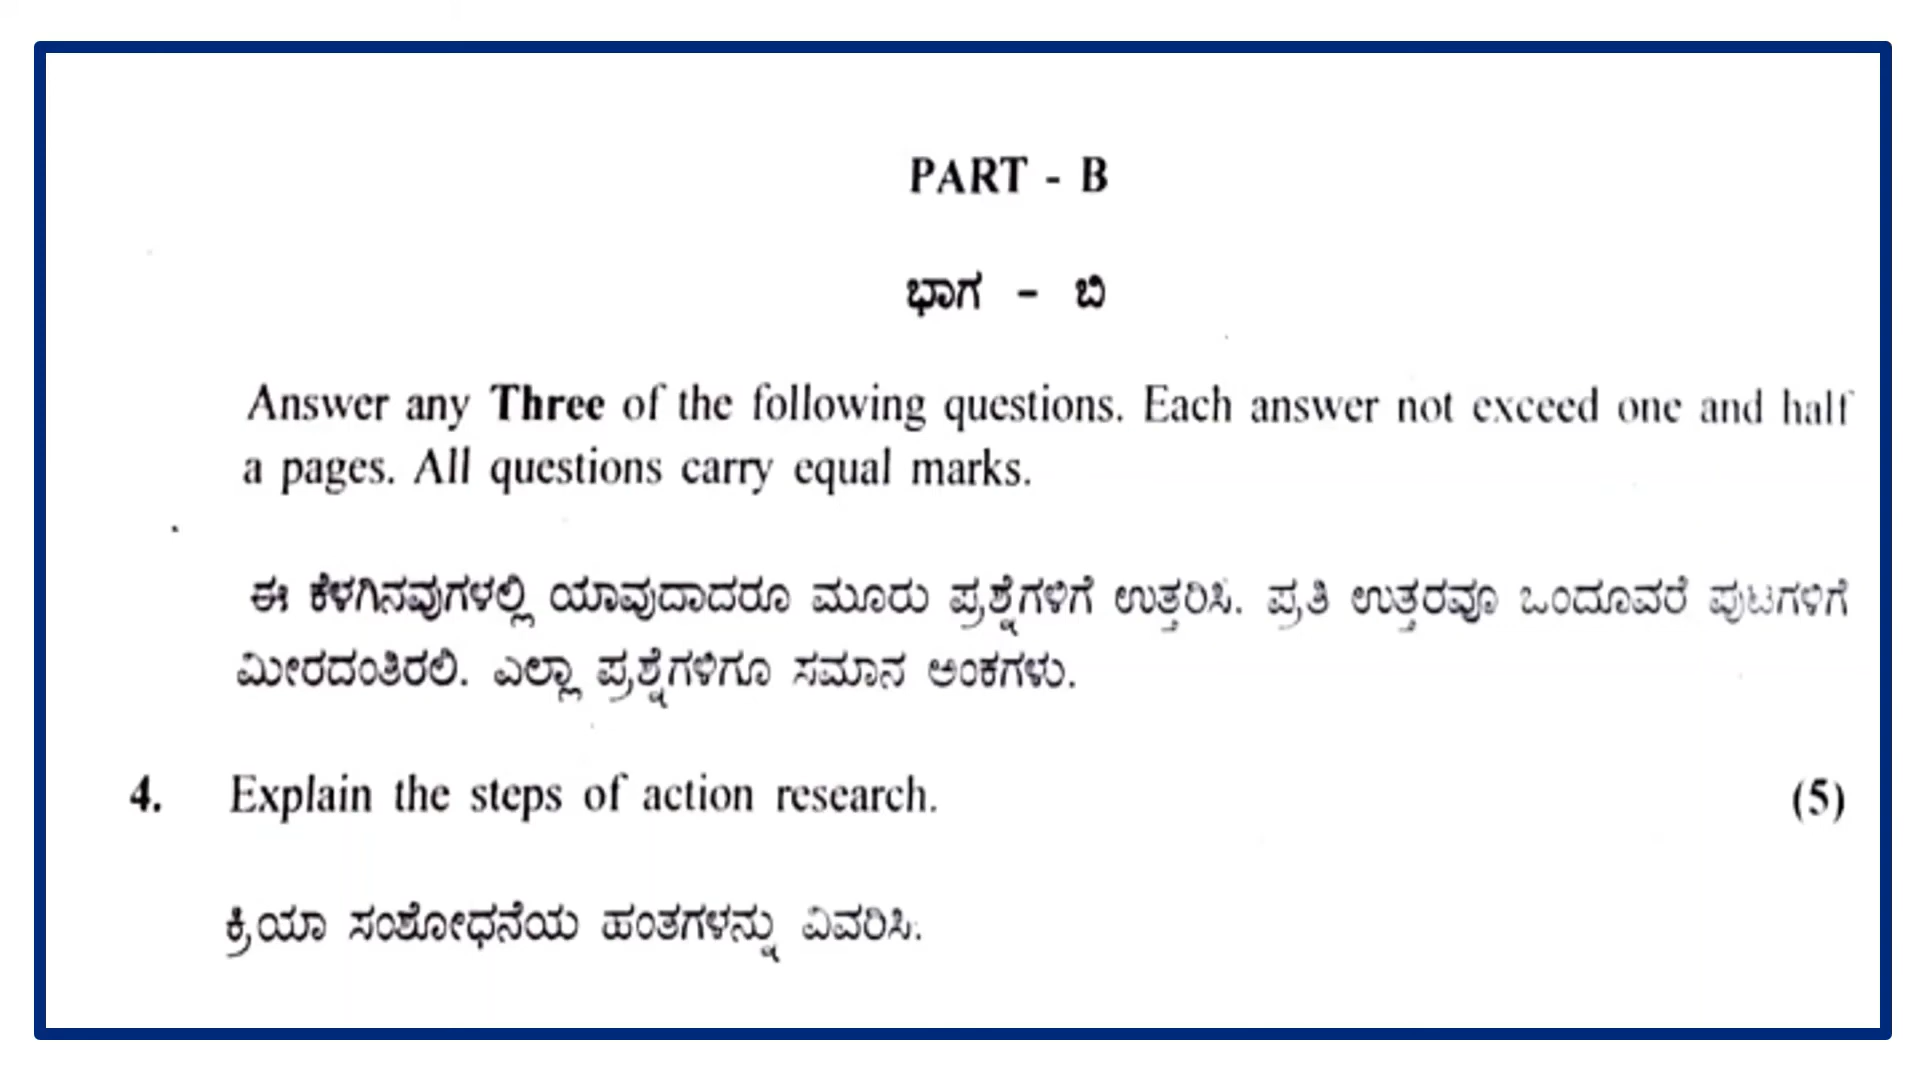 PART - B
ಭಾಗ - ಬಿ
Answer any Three of the following questions. Each answer not exceed one and half
a pages. All questions carry equal marks.
ಈ ಕೆಳಗಿನವುಗಳಲ್ಲಿ ಯಾವುದಾದರೂ ಮೂರು ಪ್ರಶ್ನೆಗಳಿಗೆ ಉತ್ತರಿಸಿ. ಪ್ರತಿ ಉತ್ತರವೂ ಒಂದೂವರೆ ಪುಟಗಳಿಗೆ
ಮೀರದಂತಿರಲಿ. ಎಲ್ಲಾ ಪ್ರಶ್ನೆಗಳಿಗೂ ಸಮಾನ ಅಂಕಗಳು.
4. Explain the steps of action research. (5)
ಕ್ರಿಯಾ ಸಂಶೋಧನೆಯ ಹಂತಗಳನ್ನು ವಿವರಿಸಿ.